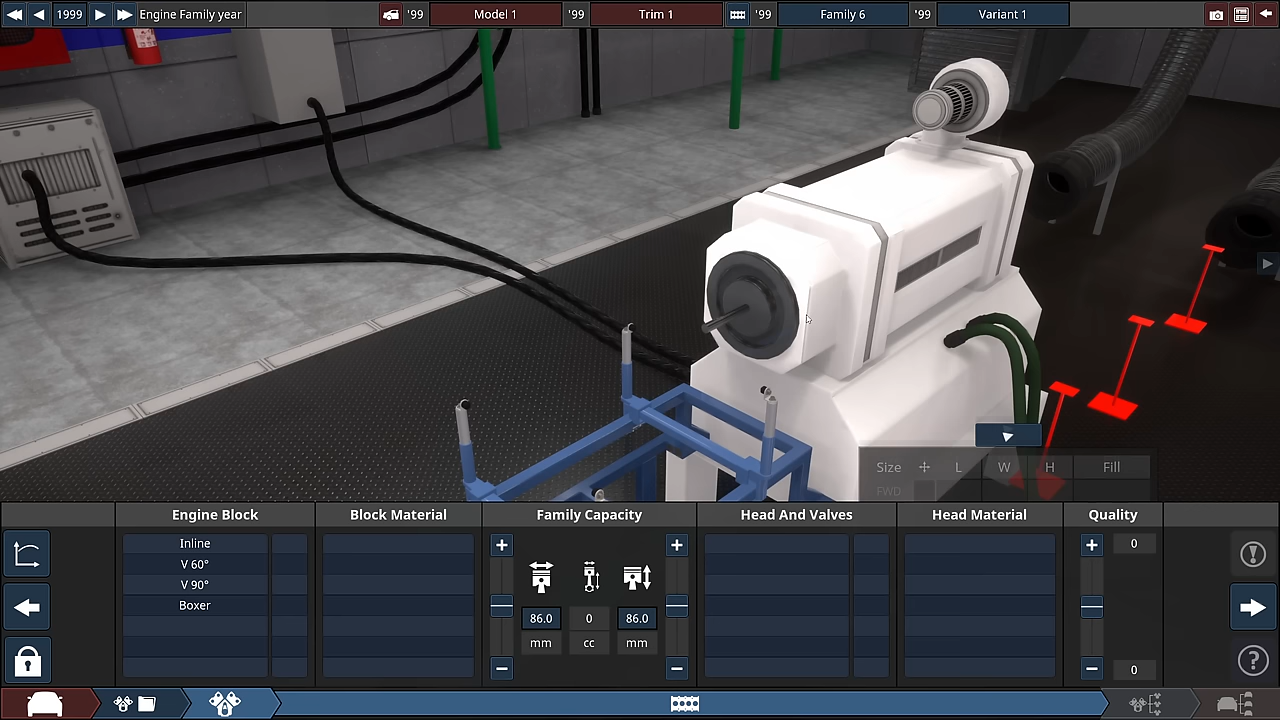 1999 Engine Family year '99 Model 1 '99 Trim 1 '99 Family 6 '99 Variant 1
Size L W H Fill
FWD
Engine Block Block Material Family Capacity Head And Valves Head Material Quality
Inline
V 60°
V 90°
Boxer
+ + + 0
86.0 0 86.0
mm cc mm
- - - 0